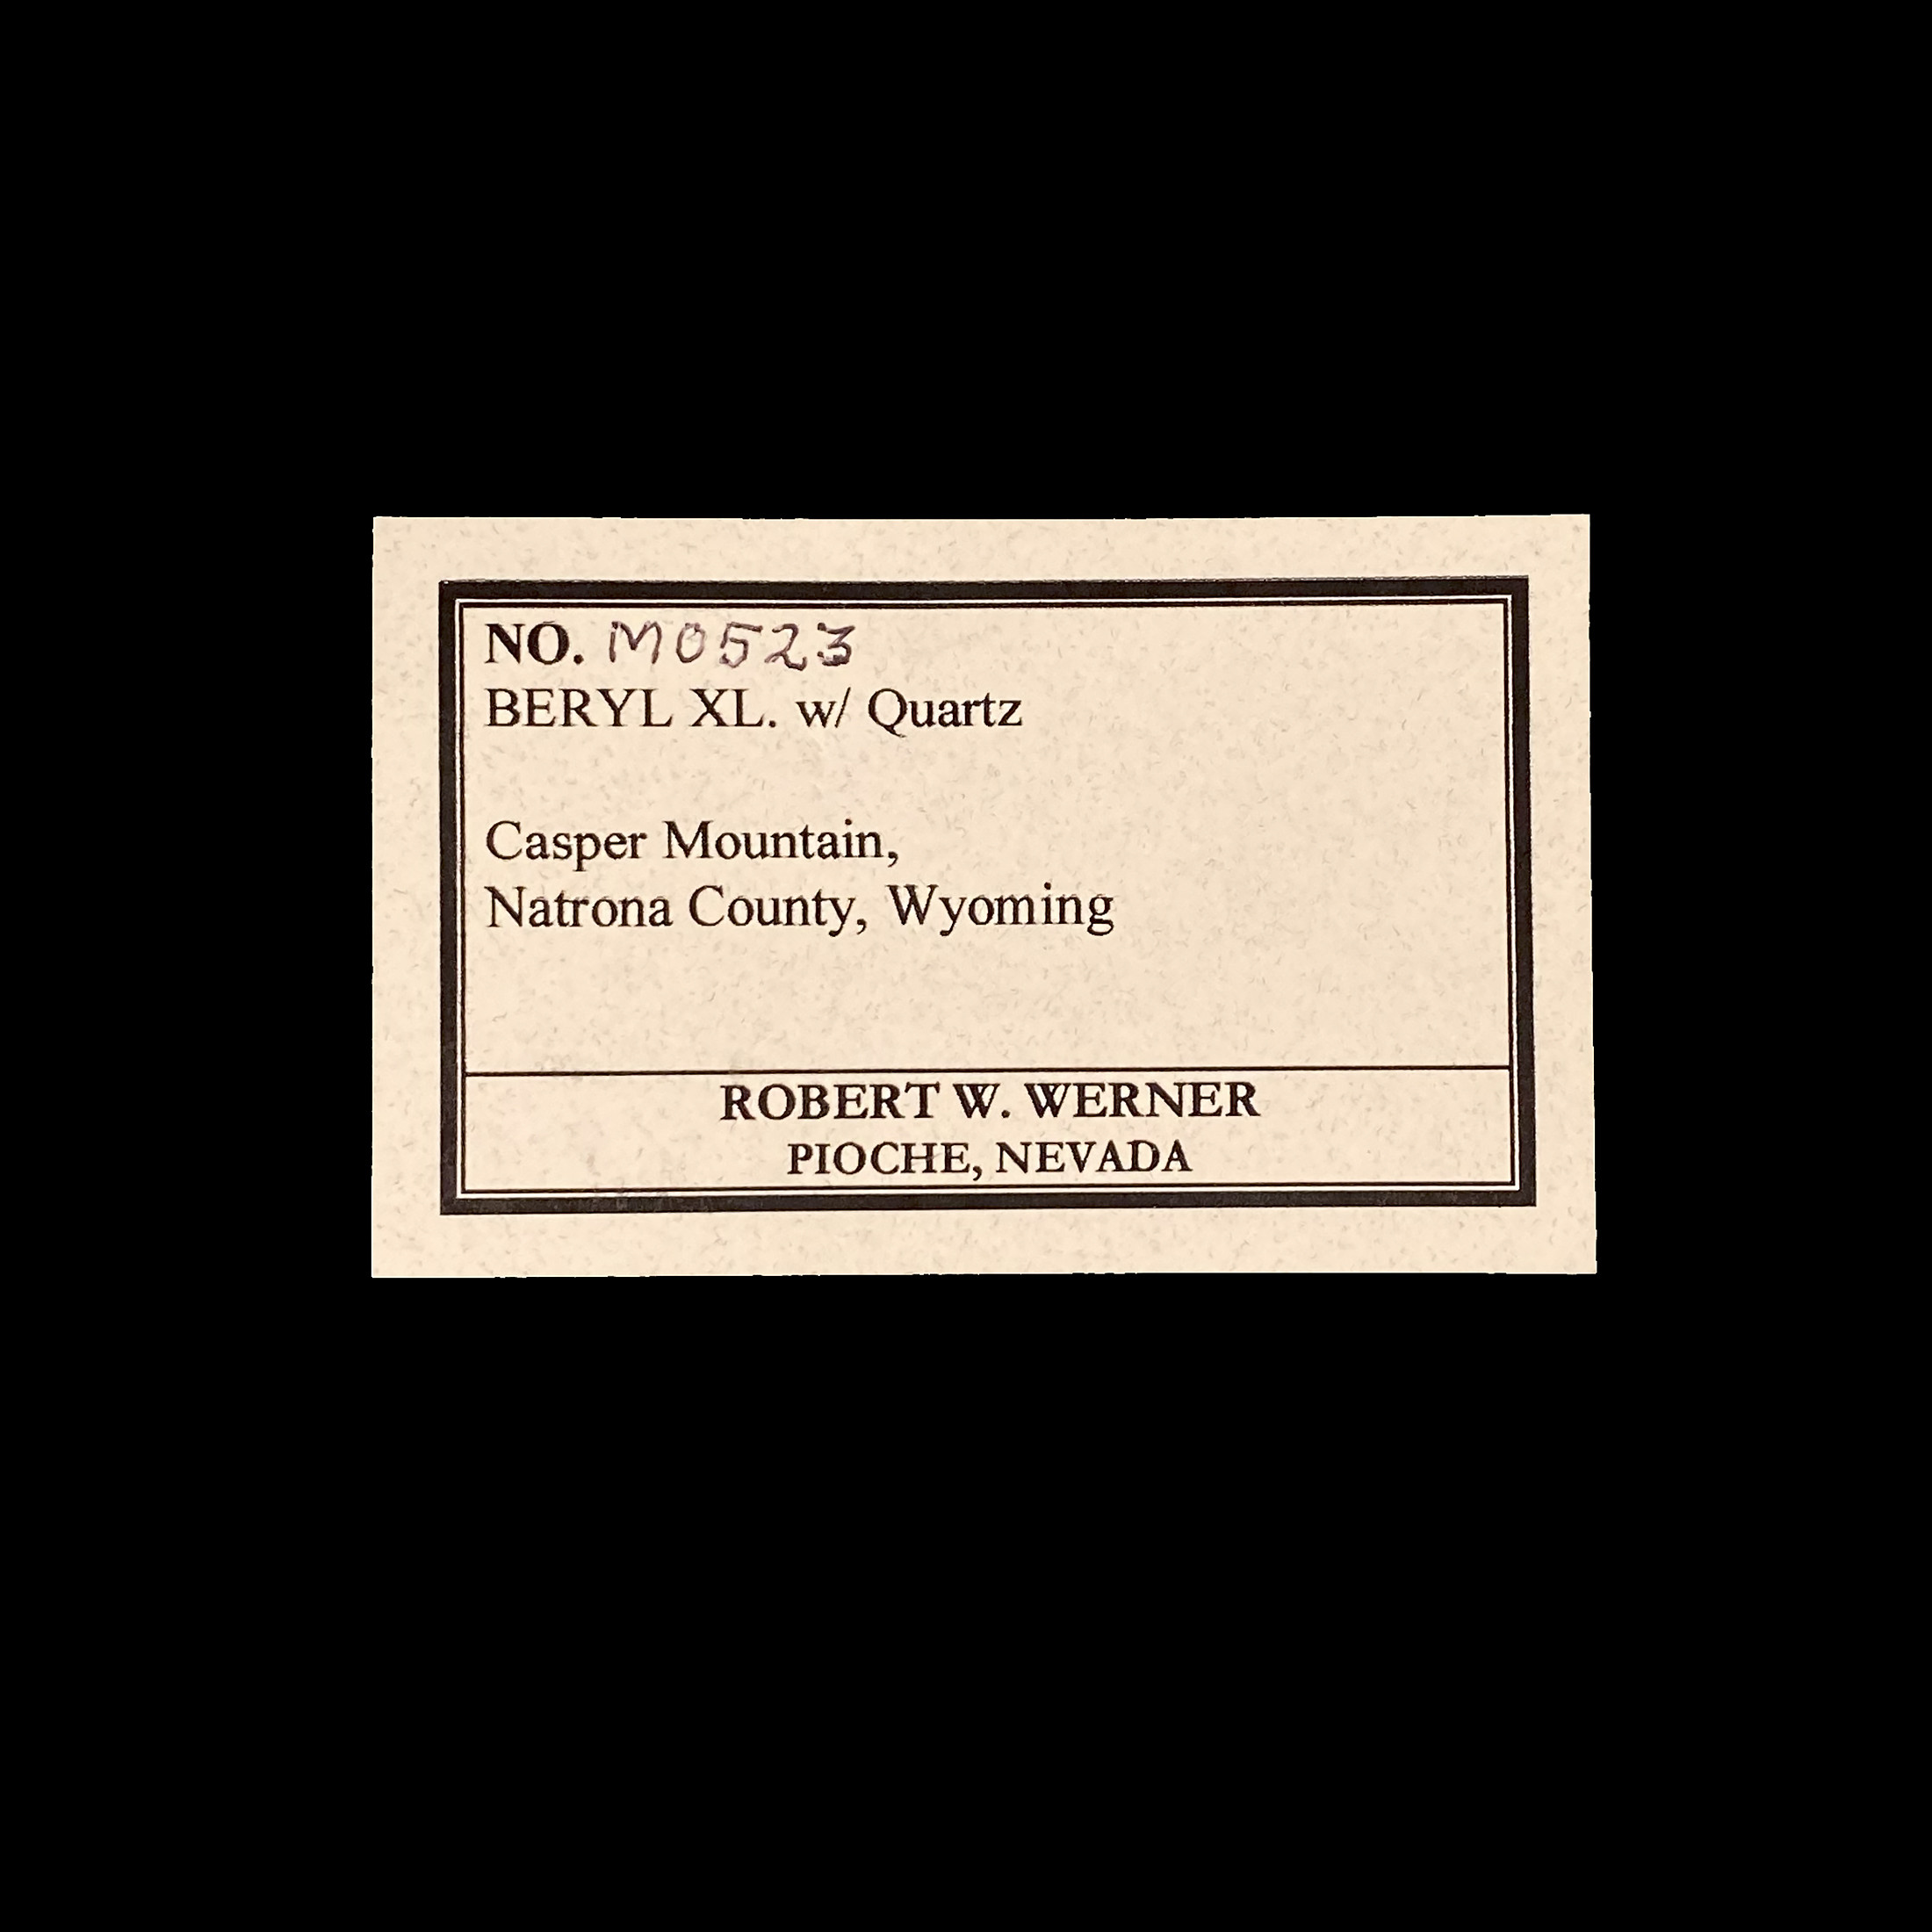 NO. M0523
BERYL XL. w/ Quartz
Casper Mountain,
Natrona County, Wyoming
ROBERT W. WERNER
PIOCHE, NEVADA